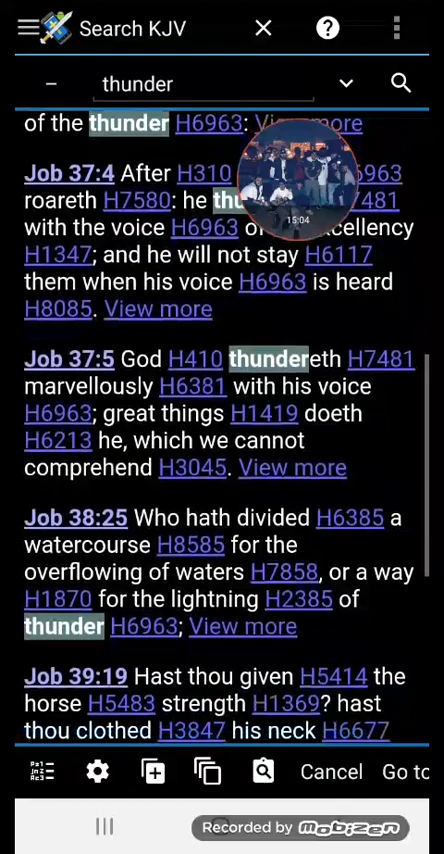 Search KJV
thunder
of the thunder H6963: View more
Job 37:4 After H310
roareth H7580: he
with the voice H6963
H1347; and he will not stay H6117
them when his voice H6963 is heard
H8085. View more
15:04
Job 37:5 God H410 thundereth H7481
marvellously H6381 with his voice
H6963; great things H1419 doeth
H6213 he, which we cannot
comprehend H3045. View more
Job 38:25 Who hath divided H6385 a
watercourse H8585 for the
overflowing of waters H7858, or a way
H1870 for the lightning H2385 of
thunder H6963; View more
Job 39:19 Hast thou given H5414 the
horse H5483 strength H1369? hast
thou clothed H3847 his neck H6677
Cancel Go to
Recorded by mobizen